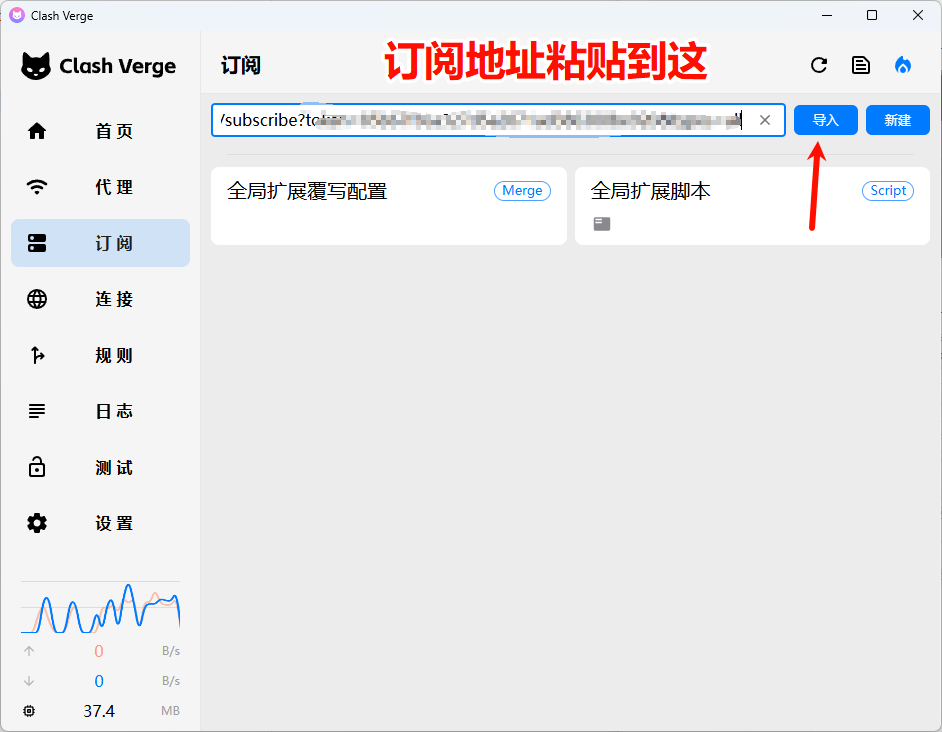 Clash Verge
Clash Verge
订阅
订阅地址粘贴到这
/subscribe?
导入
新建
首页
代理
订阅
连接
规则
日志
测试
设置
全局扩展覆写配置
Merge
全局扩展脚本
Script
0 B/s
0 B/s
37.4 MB